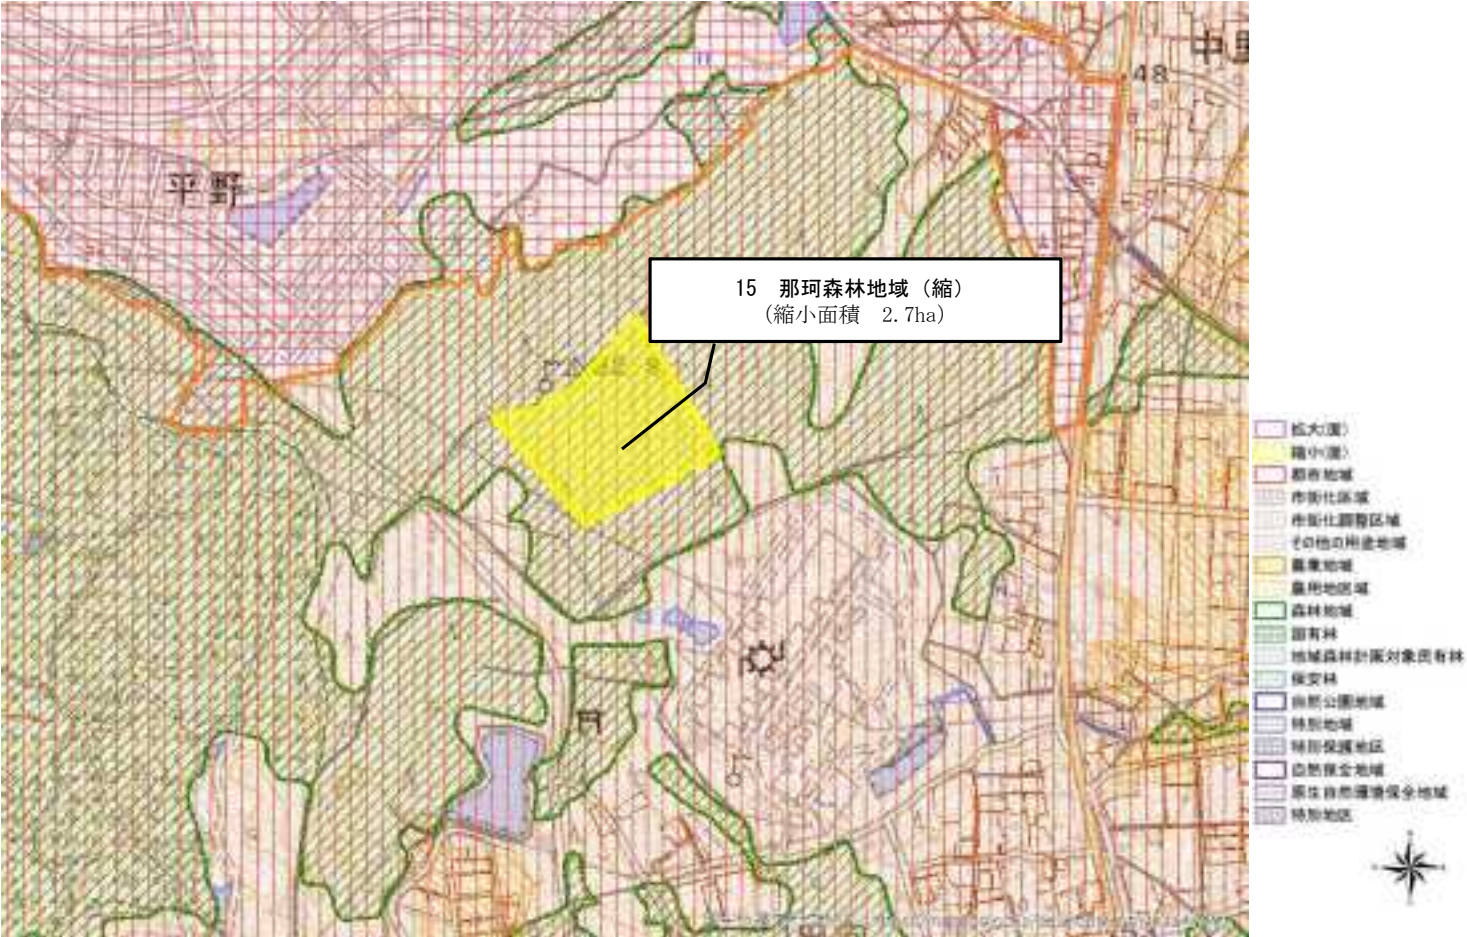 中野
48
平野
15 那珂森林地域（縮）
（縮小面積 2.7ha）
拡大(面)
縮小(面)
都市地域
市街化区域
市街化調整区域
その他の用途地域
農業地域
農用地区域
森林地域
国有林
地域森林計画対象民有林
保安林
自然公園地域
特別地域
特別保護地区
自然保全地域
原生自然環境保全地域
特別地区